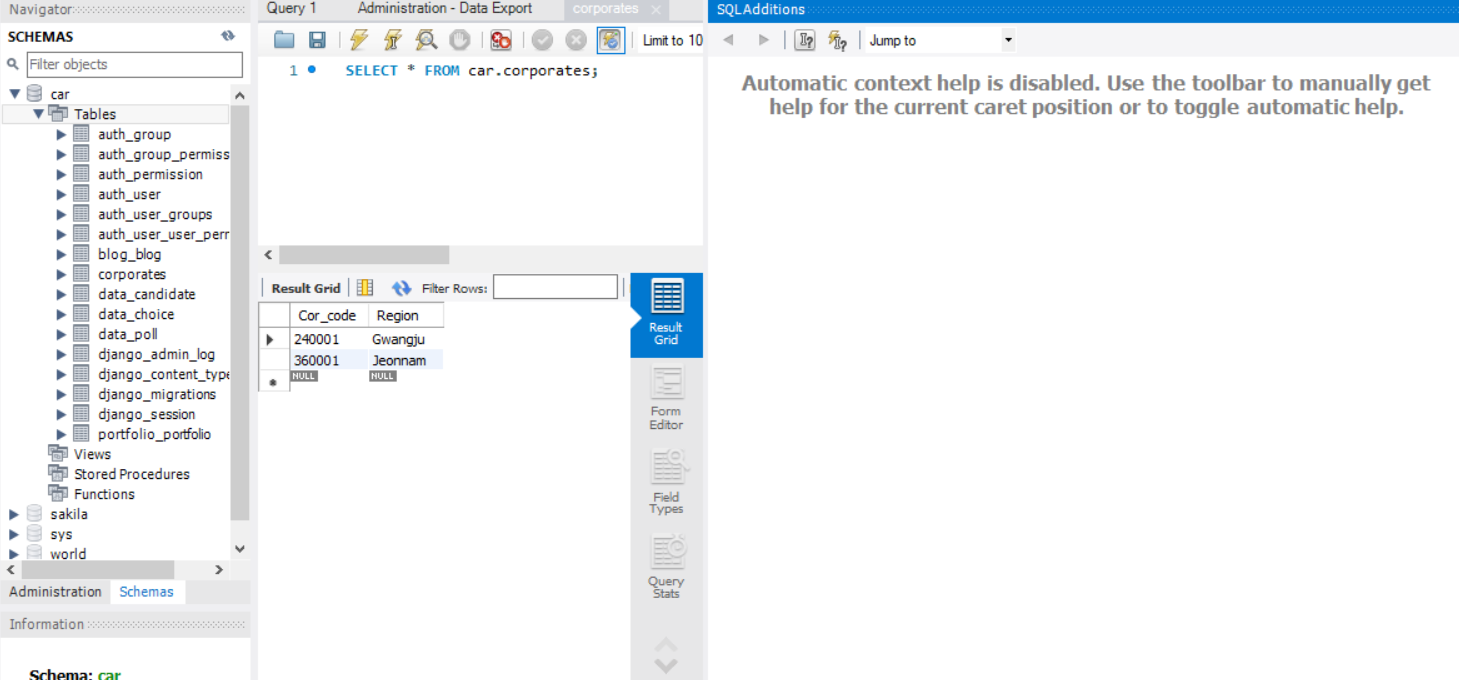 Navigator
SCHEMAS
Filter objects
car
Tables
auth_group
auth_group_permiss
auth_permission
auth_user
auth_user_groups
auth_user_user_perr
blog_blog
corporates
data_candidate
data_choice
data_poll
django_admin_log
django_content_type
django_migrations
django_session
portfolio_portfolio
Views
Stored Procedures
Functions
sakila
sys
world
Administration Schemas
Information
Schema: car
Query 1 Administration - Data Export corporates
Limit to 10
1 SELECT * FROM car.corporates;
Result Grid Filter Rows:
Cor_code Region
240001 Gwangju
360001 Jeonnam
NULL NULL
Result
Grid
Form
Editor
Field
Types
Query
Stats
SQLAdditions
Jump to
Automatic context help is disabled. Use the toolbar to manually get
help for the current caret position or to toggle automatic help.